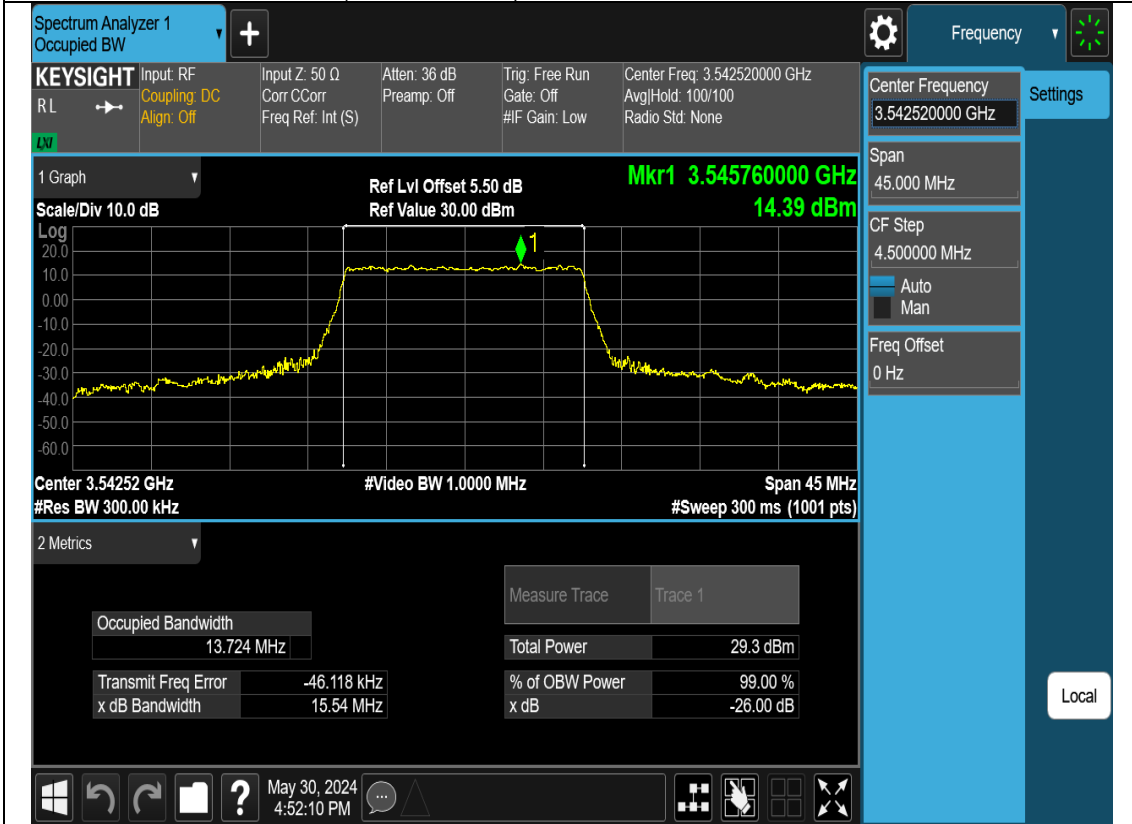 Spectrum Analyzer 1
Occupied BW
+
Frequency
KEYSIGHT
RL
LXI
Input: RF
Coupling: DC
Align: Off
Input Z: 50 Ω
Corr CCorr
Freq Ref: Int (S)
Atten: 36 dB
Preamp: Off
Trig: Free Run
Gate: Off
#IF Gain: Low
Center Freq: 3.542520000 GHz
Avg|Hold: 100/100
Radio Std: None
Center Frequency
3.542520000 GHz
Settings
Span
45.000 MHz
CF Step
4.500000 MHz
Auto
Man
Freq Offset
0 Hz
Local
1 Graph
Scale/Div 10.0 dB
Ref Lvl Offset 5.50 dB
Ref Value 30.00 dBm
Mkr1 3.545760000 GHz
14.39 dBm
Log
20.0
10.0
0.00
-10.0
-20.0
-30.0
-40.0
-50.0
-60.0
1
Center 3.54252 GHz
#Video BW 1.0000 MHz
Span 45 MHz
#Res BW 300.00 kHz
#Sweep 300 ms (1001 pts)
2 Metrics
Measure Trace Trace 1
Occupied Bandwidth
13.724 MHz
Total Power 29.3 dBm
Transmit Freq Error -46.118 kHz
% of OBW Power 99.00 %
x dB Bandwidth 15.54 MHz
x dB -26.00 dB
?
May 30, 2024
4:52:10 PM